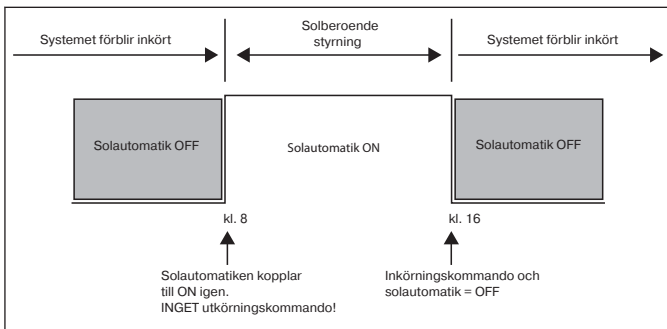 Systemet förblir inkört
Solberoende
styrning
Systemet förblir inkört
Solautomatik OFF
Solautomatik ON
Solautomatik OFF
kl. 8
kl. 16
Solautomatiken kopplar
till ON igen.
INGET utkörningskommando!
Inkörningskommando och
solautomatik = OFF